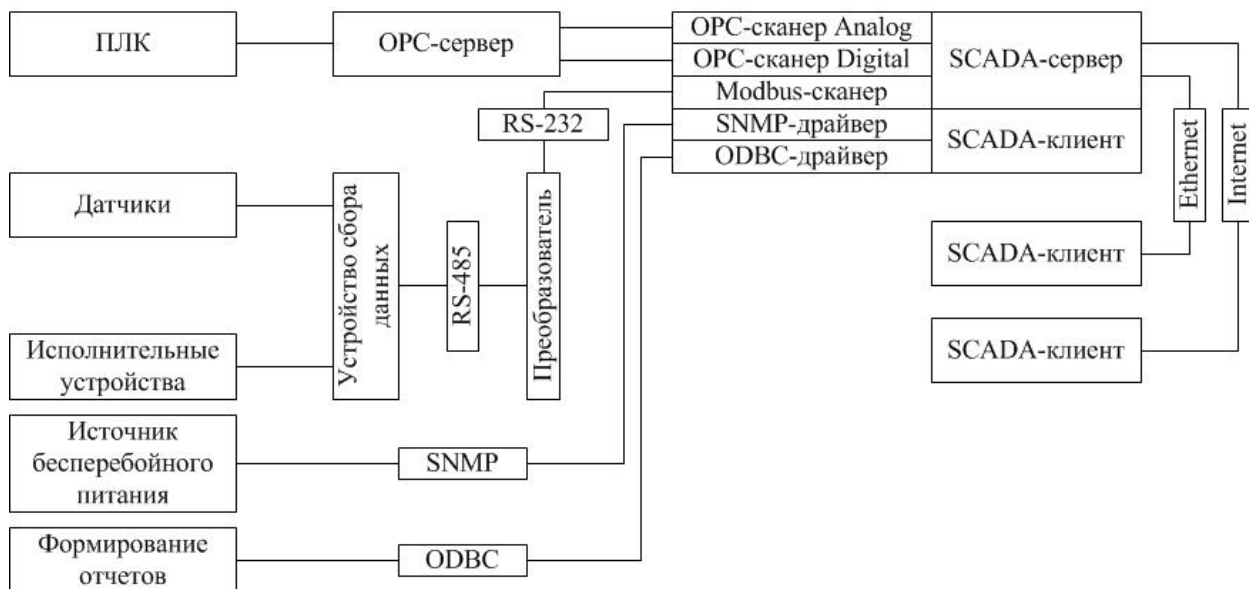 ПЛК
OPC-сервер
OPC-сканер Analog
OPC-сканер Digital
Modbus-сканер
SNMP-драйвер
ODBC-драйвер
SCADA-сервер
SCADA-клиент
RS-232
Ethernet
Internet
Датчики
Устройство сбора
данных
RS-485
Преобразователь
SCADA-клиент
SCADA-клиент
Исполнительные
устройства
Источник
бесперебойного
питания
SNMP
Формирование
отчетов
ODBC